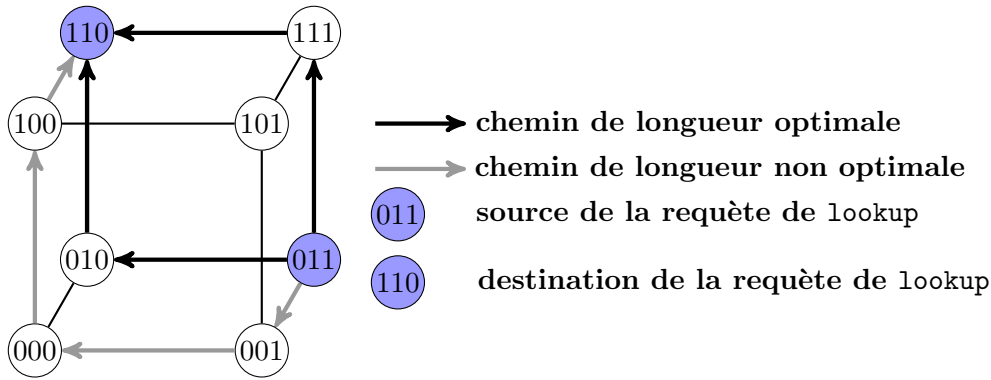 110
111
100
101
010
011
000
001
chemin de longueur optimale
chemin de longueur non optimale
011 source de la requète de lookup
110 destination de la requète de lookup